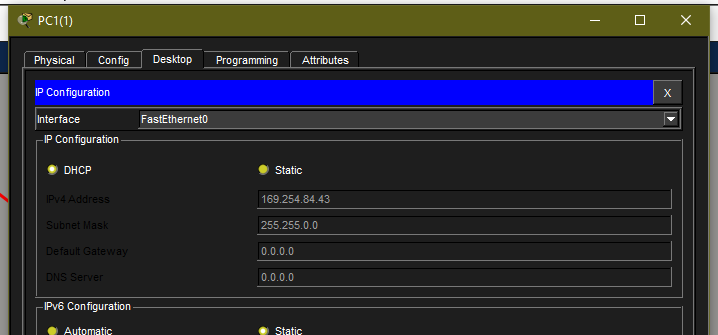 PC1(1)
Physical Config Desktop Programming Attributes
IP Configuration X
Interface FastEthernet0
IP Configuration
DHCP Static
IPv4 Address 169.254.84.43
Subnet Mask 255.255.0.0
Default Gateway 0.0.0.0
DNS Server 0.0.0.0
IPv6 Configuration
Automatic Static